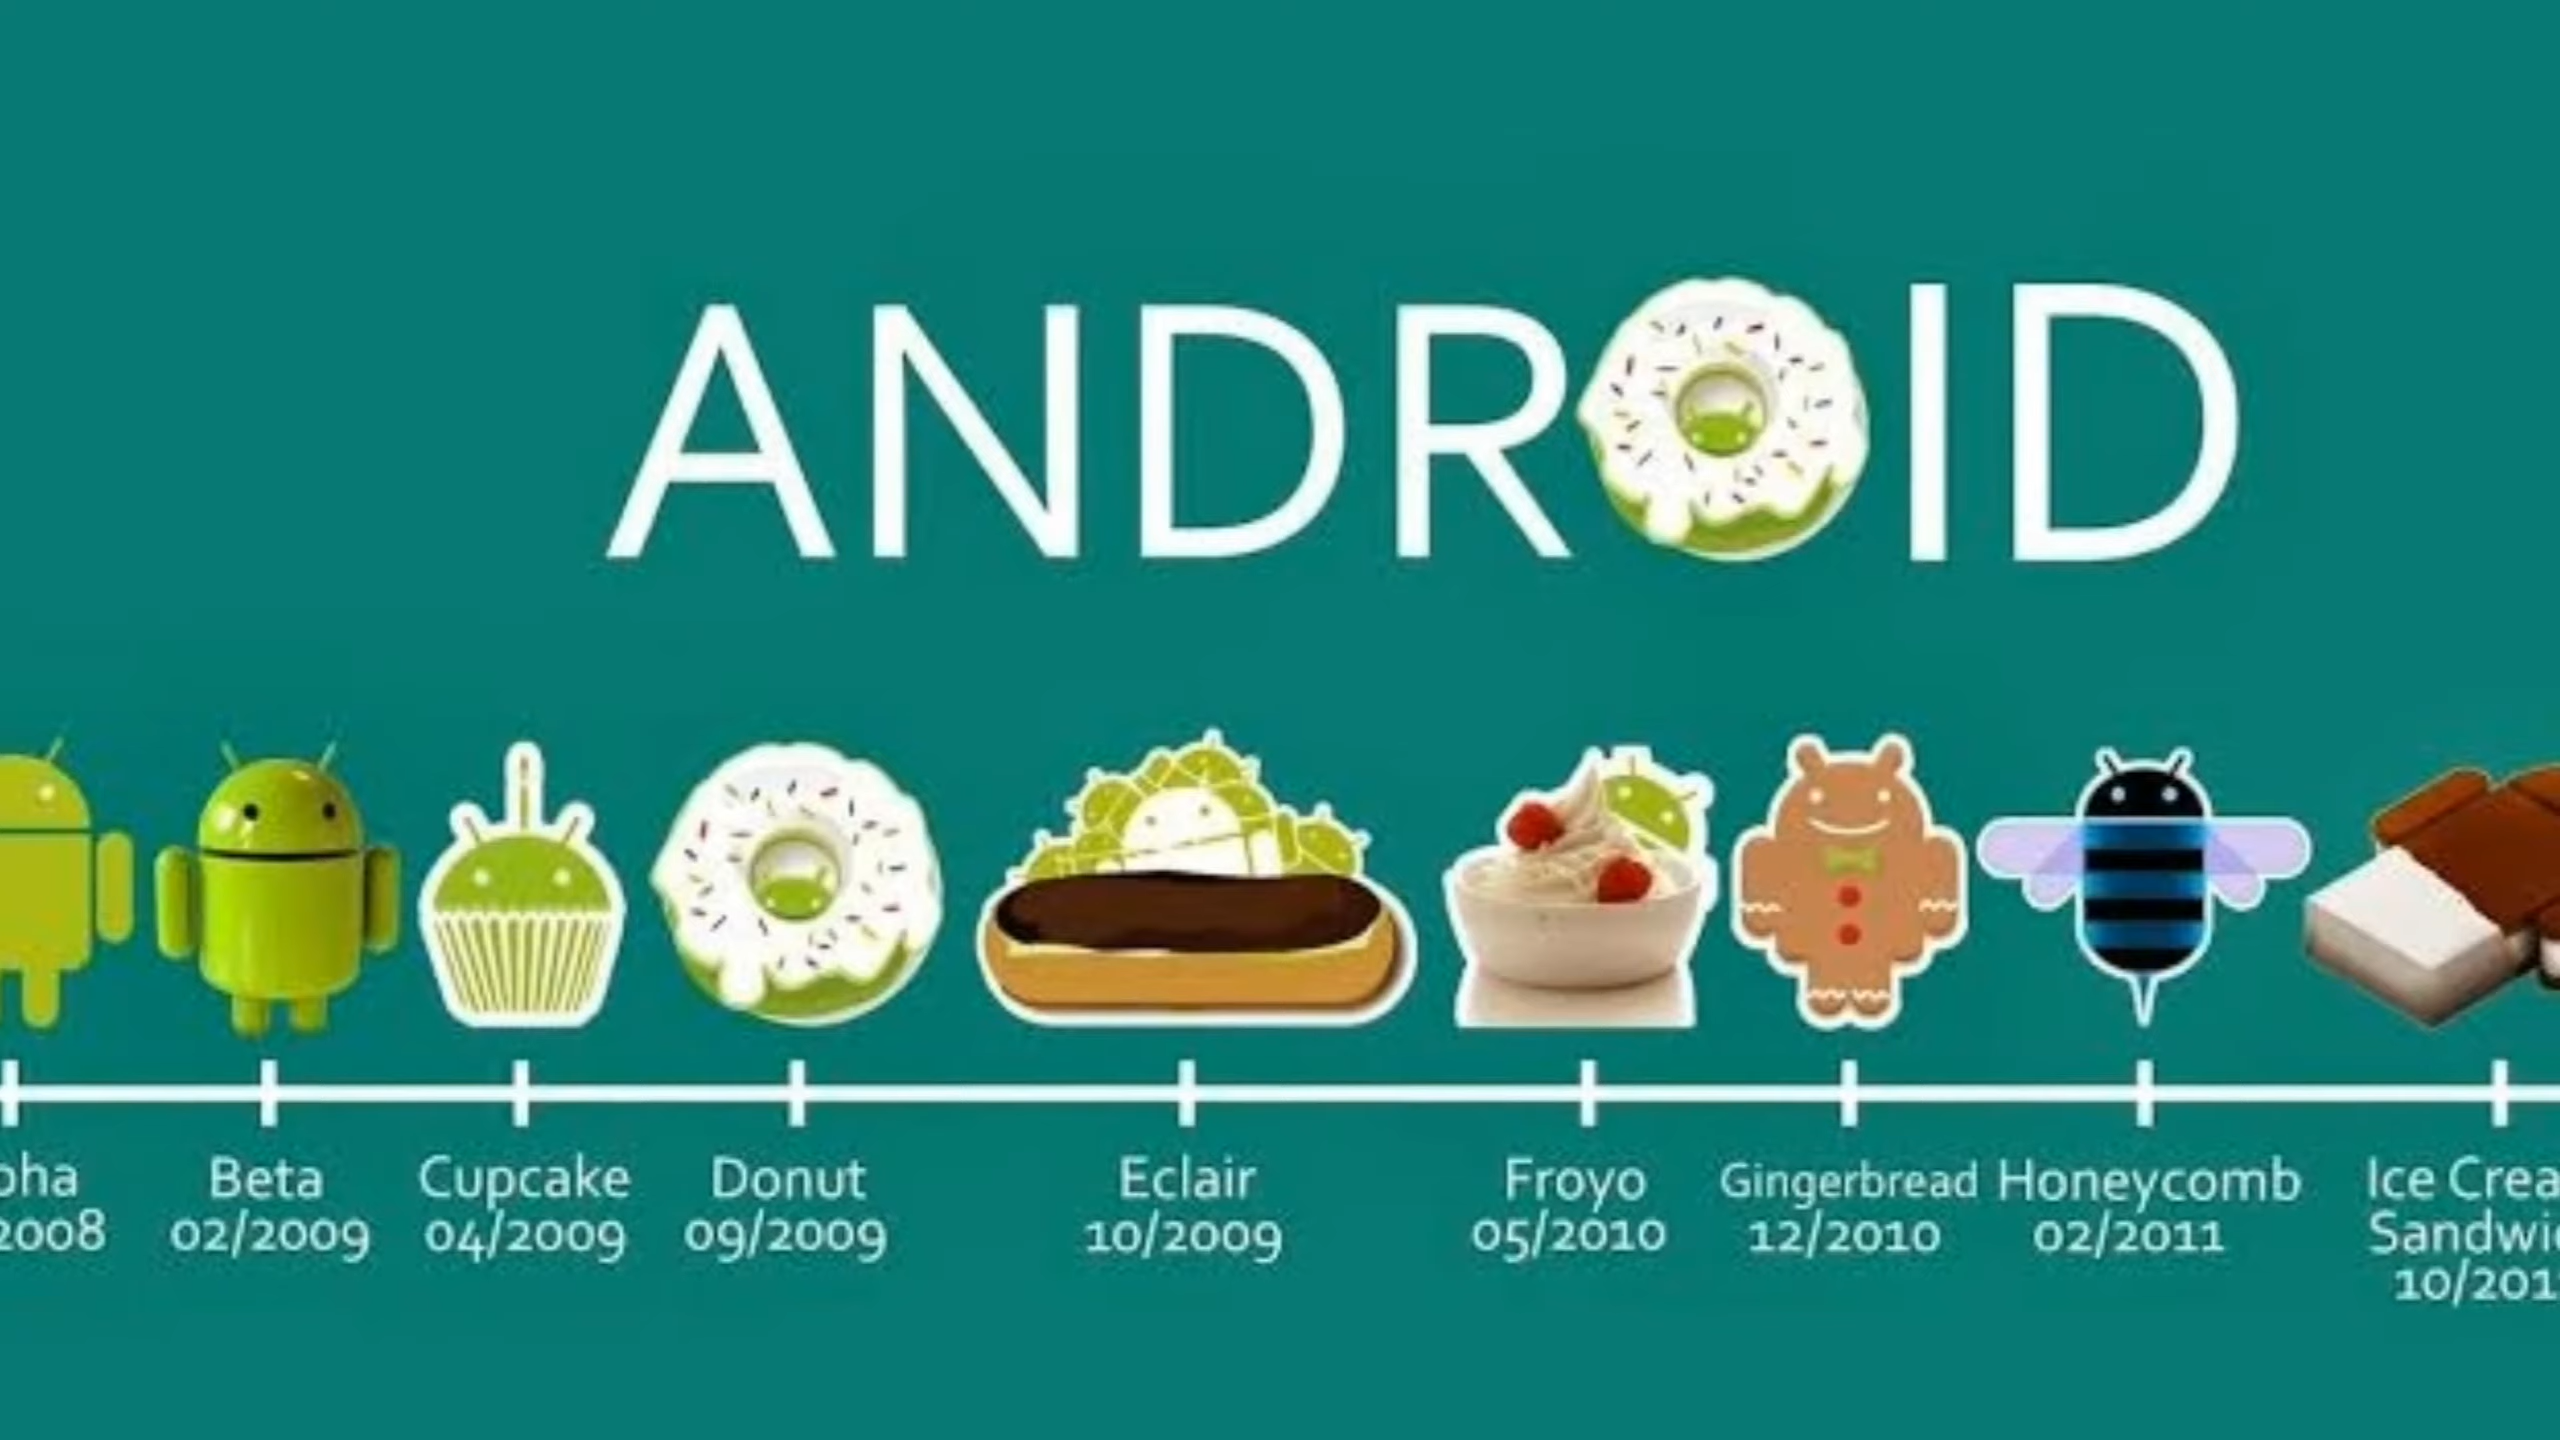 ANDROID
pha
2008
Beta
02/2009
Cupcake
04/2009
Donut
09/2009
Eclair
10/2009
Froyo
05/2010
Gingerbread
12/2010
Honeycomb
02/2011
Ice Crea
Sandwi
10/201